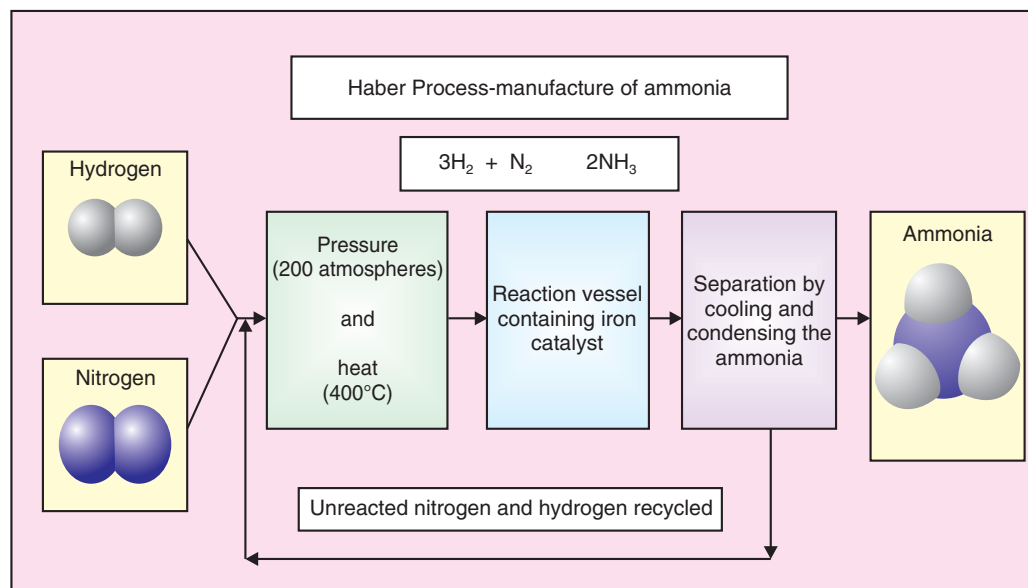 Haber Process-manufacture of ammonia
3H₂ + N₂ 2NH₃
Hydrogen
Nitrogen
Pressure
(200 atmospheres)
and
heat
(400°C)
Reaction vessel
containing iron
catalyst
Separation by
cooling and
condensing the
ammonia
Ammonia
Unreacted nitrogen and hydrogen recycled